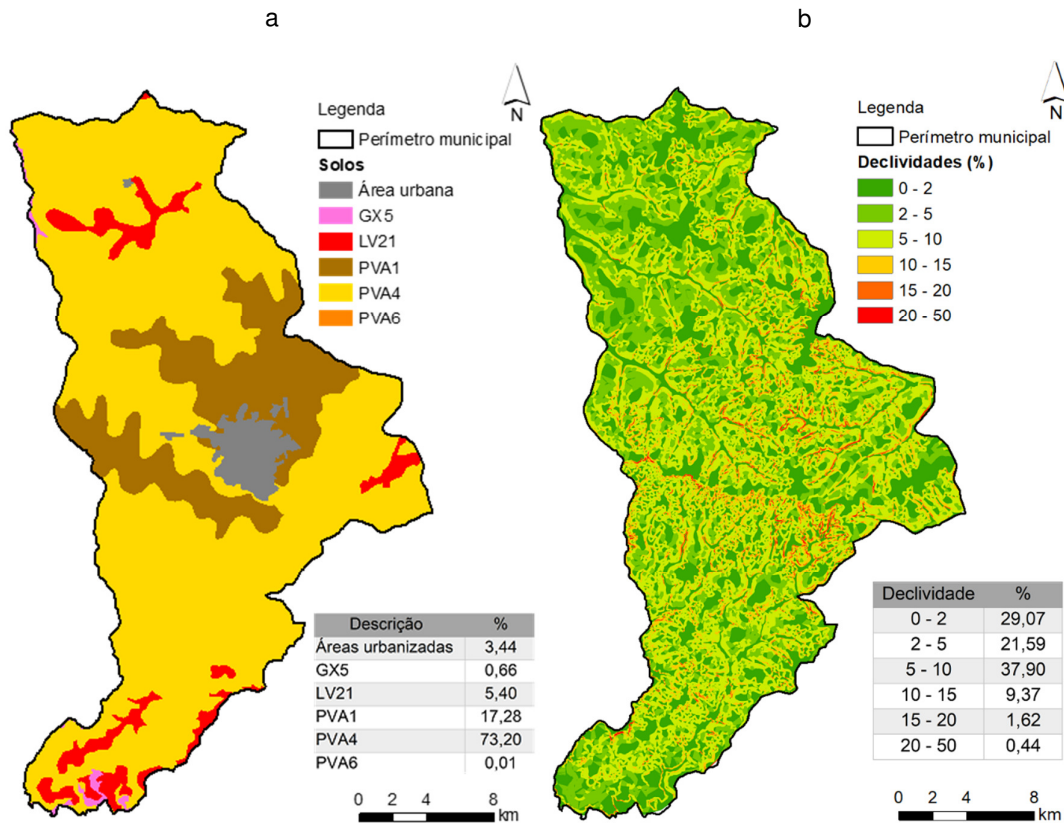 a
N
Legenda
Perímetro municipal
Solos
Área urbana
GX5
LV21
PVA1
PVA4
PVA6
Descrição %
Áreas urbanizadas 3,44
GX5 0,66
LV21 5,40
PVA1 17,28
PVA4 73,20
PVA6 0,01
0 2 4 8
km
b
N
Legenda
Perímetro municipal
Declividades (%)
0 - 2
2 - 5
5 - 10
10 - 15
15 - 20
20 - 50
Declividade %
0 - 2 29,07
2 - 5 21,59
5 - 10 37,90
10 - 15 9,37
15 - 20 1,62
20 - 50 0,44
0 2 4 8
km